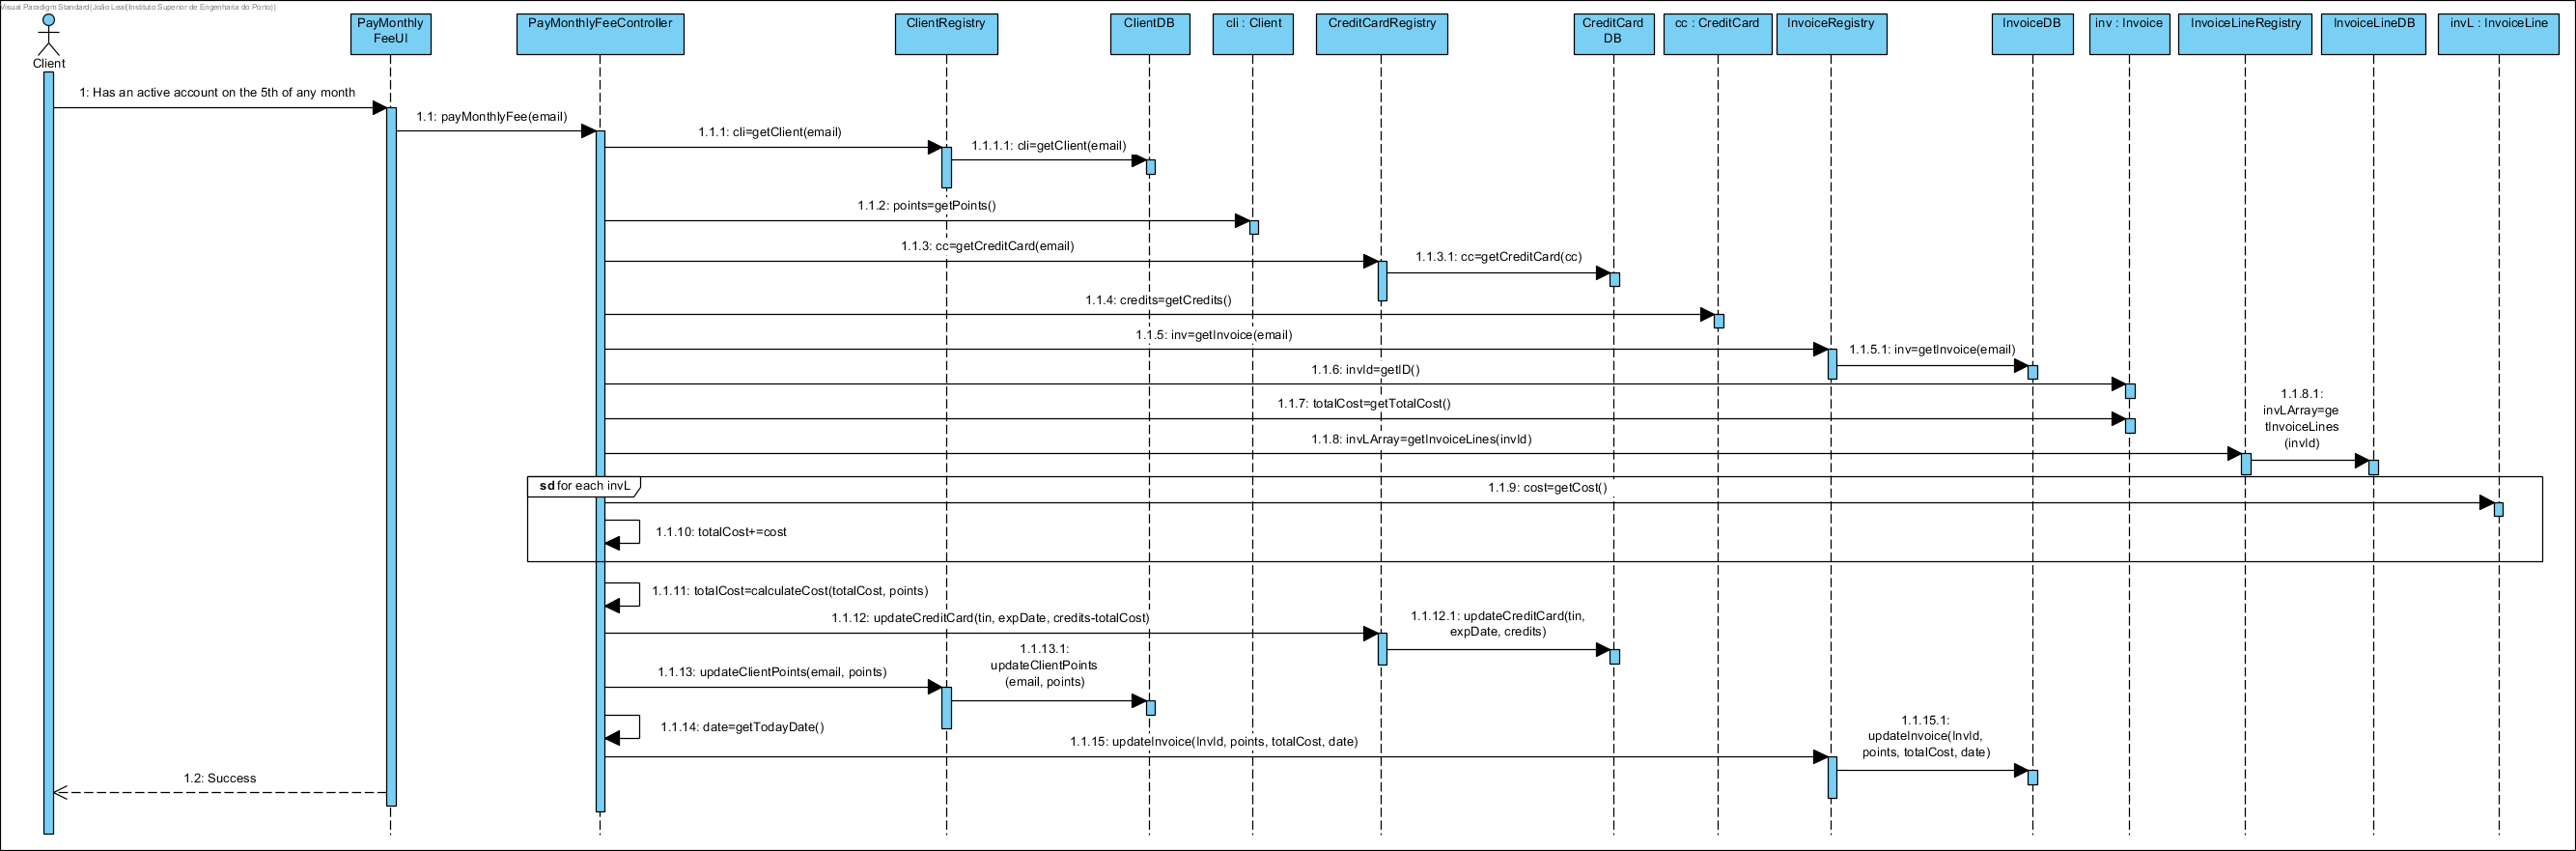 Visual Paradigm Standard(João Leal(Instituto Superior de Engenharia do Porto))
Client
PayMonthly
FeeUI
PayMonthlyFeeController
ClientRegistry
ClientDB
cli : Client
CreditCardRegistry
CreditCard
DB
cc : CreditCard
InvoiceRegistry
InvoiceDB
inv : Invoice
InvoiceLineRegistry
InvoiceLineDB
invL : InvoiceLine
1: Has an active account on the 5th of any month
1.1: payMonthlyFee(email)
1.1.1: cli=getClient(email)
1.1.1.1: cli=getClient(email)
1.1.2: points=getPoints()
1.1.3: cc=getCreditCard(email)
1.1.3.1: cc=getCreditCard(cc)
1.1.4: credits=getCredits()
1.1.5: inv=getInvoice(email)
1.1.5.1: inv=getInvoice(email)
1.1.6: invId=getID()
1.1.7: totalCost=getTotalCost()
1.1.8: invLArray=getInvoiceLines(invId)
1.1.8.1:
invLArray=ge
tInvoiceLines
(invId)
sd for each invL
1.1.9: cost=getCost()
1.1.10: totalCost+=cost
1.1.11: totalCost=calculateCost(totalCost, points)
1.1.12: updateCreditCard(tin, expDate, credits-totalCost)
1.1.12.1: updateCreditCard(tin,
expDate, credits)
1.1.13: updateClientPoints(email, points)
1.1.13.1:
updateClientPoints
(email, points)
1.1.14: date=getTodayDate()
1.1.15: updateInvoice(InvId, points, totalCost, date)
1.1.15.1:
updateInvoice(InvId,
points, totalCost, date)
1.2: Success